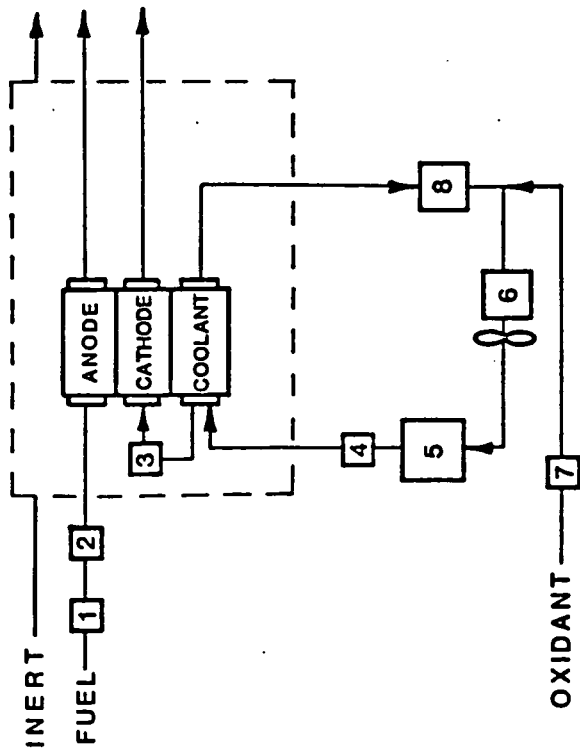 INERT
FUEL
1
2
ANODE
CATHODE
COOLANT
3
4
5
6
7
8
OXIDANT